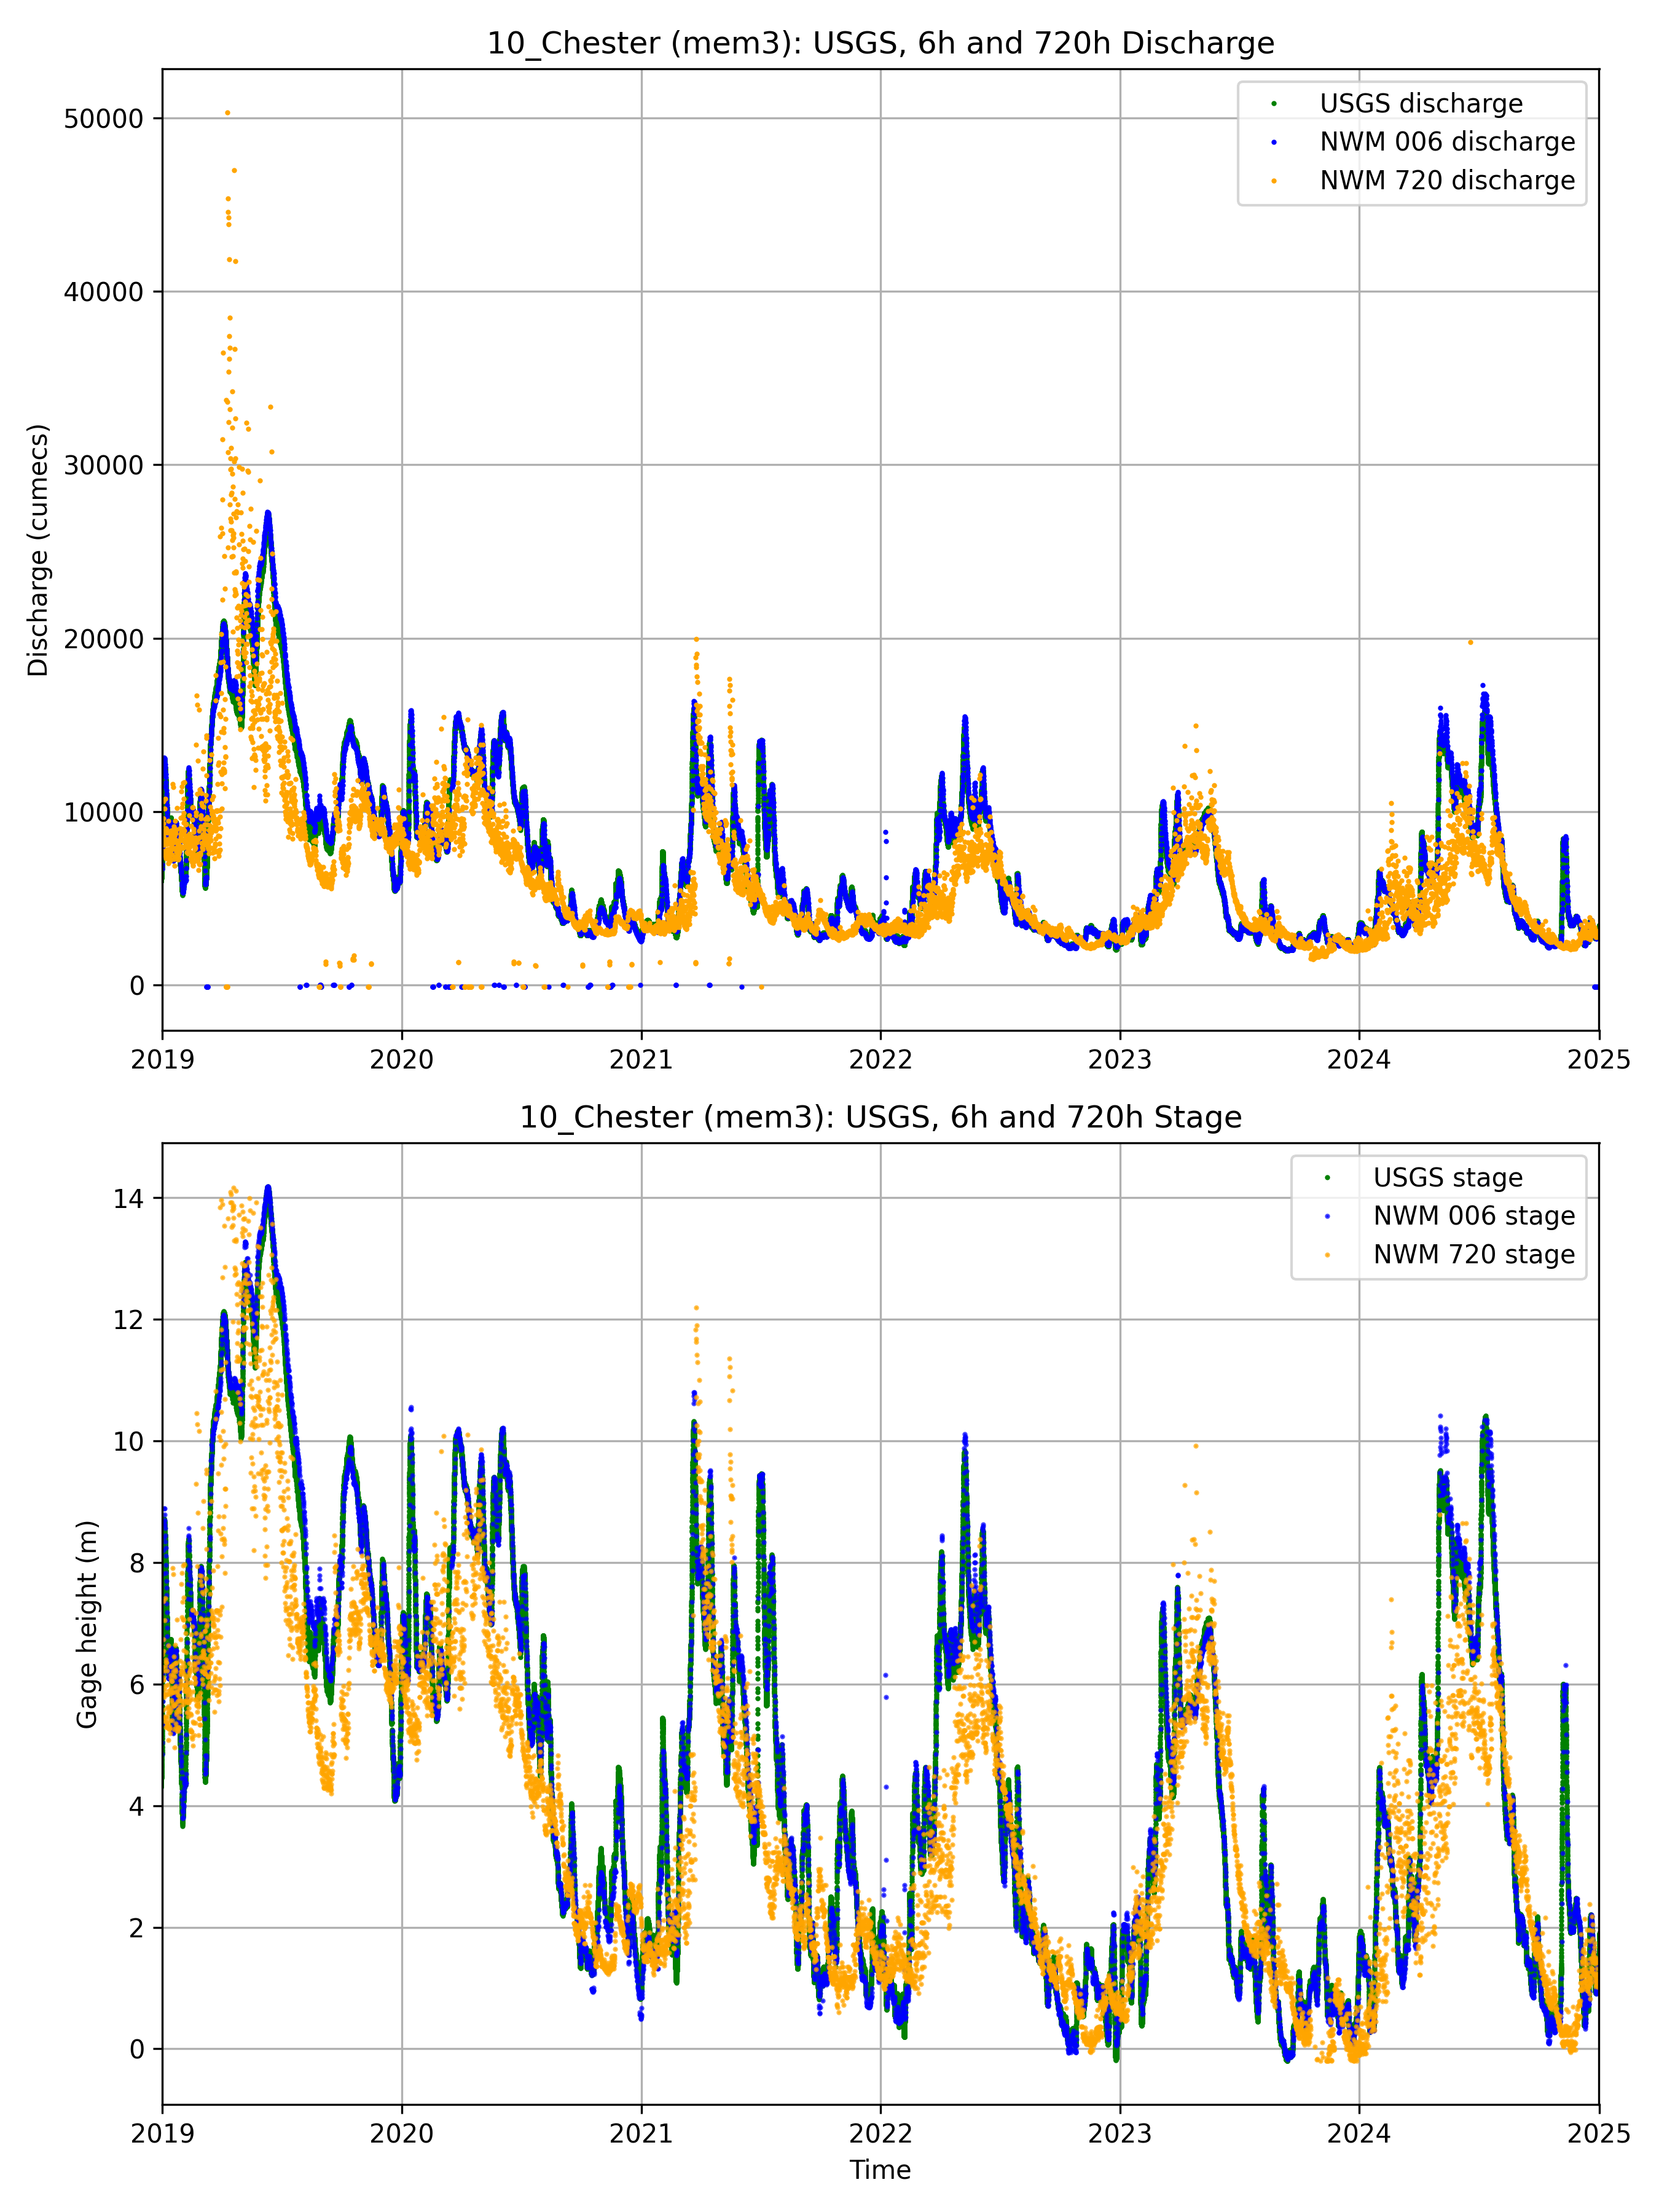 10_Chester (mem3): USGS, 6h and 720h Discharge
50000
40000
30000
20000
10000
0
Discharge (cumecs)
USGS discharge
NWM 006 discharge
NWM 720 discharge
2019 2020 2021 2022 2023 2024 2025
10_Chester (mem3): USGS, 6h and 720h Stage
14
12
10
8
6
4
2
0
Gage height (m)
USGS stage
NWM 006 stage
NWM 720 stage
2019 2020 2021 2022 2023 2024 2025
Time